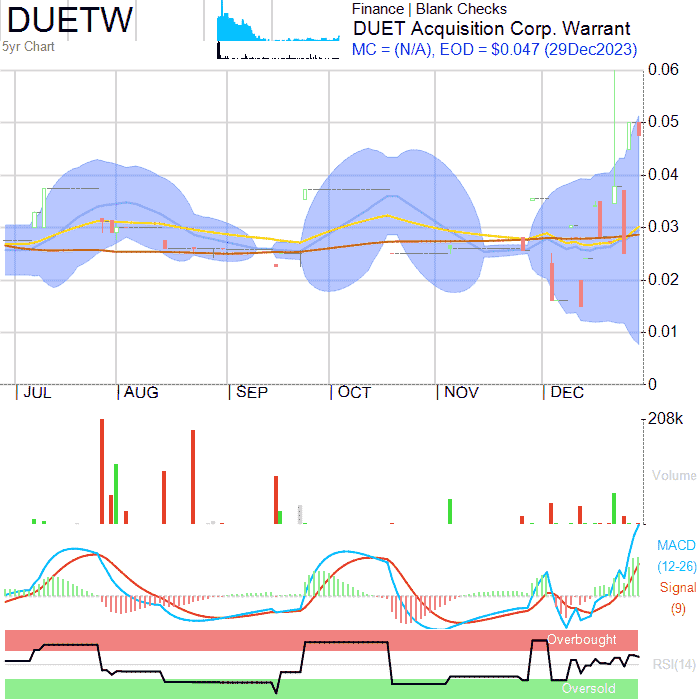 DUETW
5yr Chart
Finance | Blank Checks
DUET Acquisition Corp. Warrant
MC = (N/A), EOD = $0.047 (29Dec2023)
0.06
0.05
0.04
0.03
0.02
0.01
0
JUL AUG SEP OCT NOV DEC
208k
Volume
MACD
(12-26)
Signal
(9)
Overbought
RSI(14)
Oversold